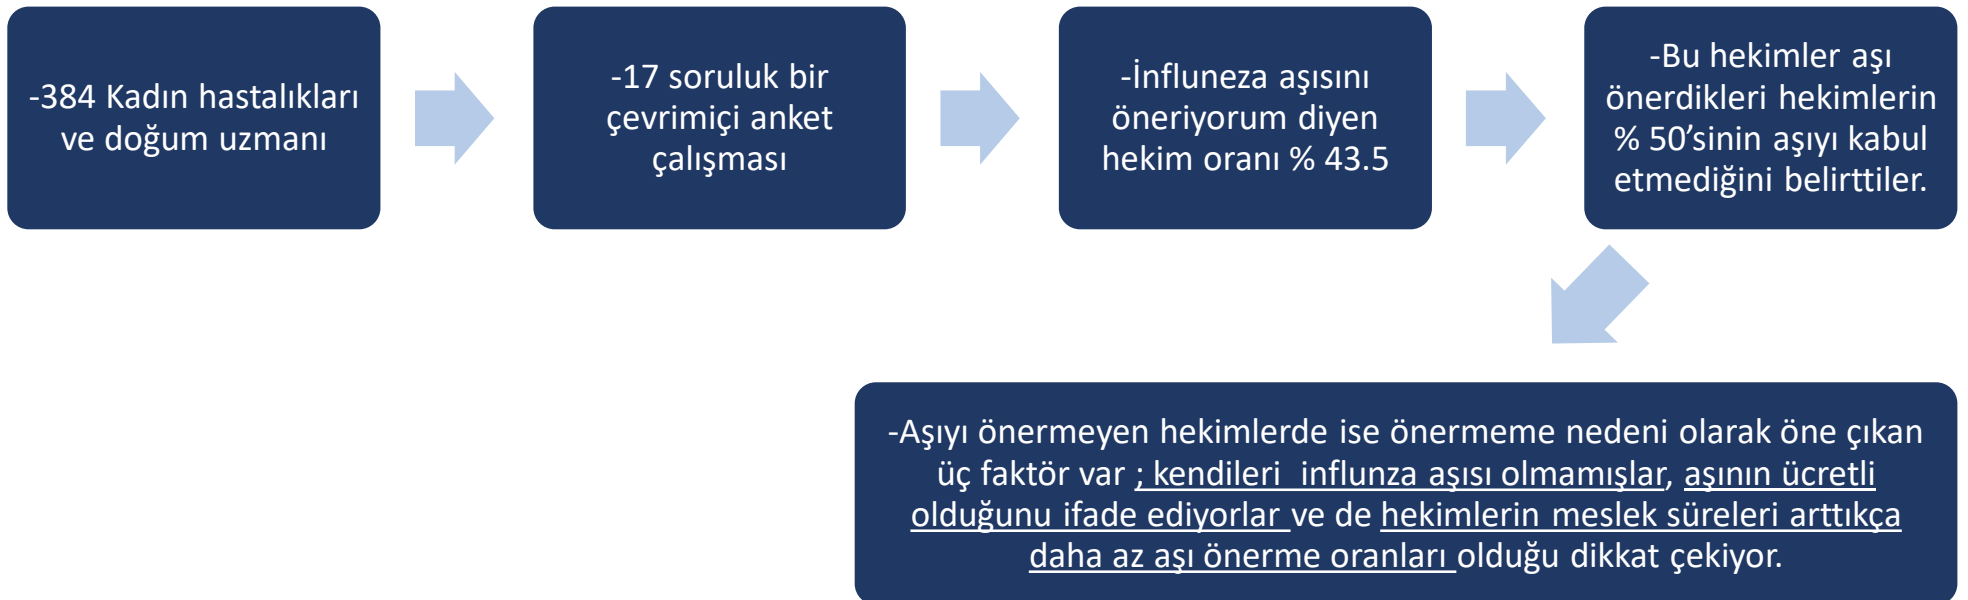 -384 Kadın hastalıkları
ve doğum uzmanı
-17 soruluk bir
çevrimiçi anket
çalışması
-İnfluneza aşısını
öneriyorum diyen
hekim oranı % 43.5
-Bu hekimler aşı
önerdikleri hekimlerin
% 50’sinin aşıyı kabul
etmediğini belirttiler.
-Aşıyı önermeyen hekimlerde ise önermeme nedeni olarak öne çıkan
üç faktör var ; kendileri  influnza aşısı olmamışlar, aşının ücretli
olduğunu ifade ediyorlar ve de hekimlerin meslek süreleri arttıkça
daha az aşı önerme oranları olduğu dikkat çekiyor.